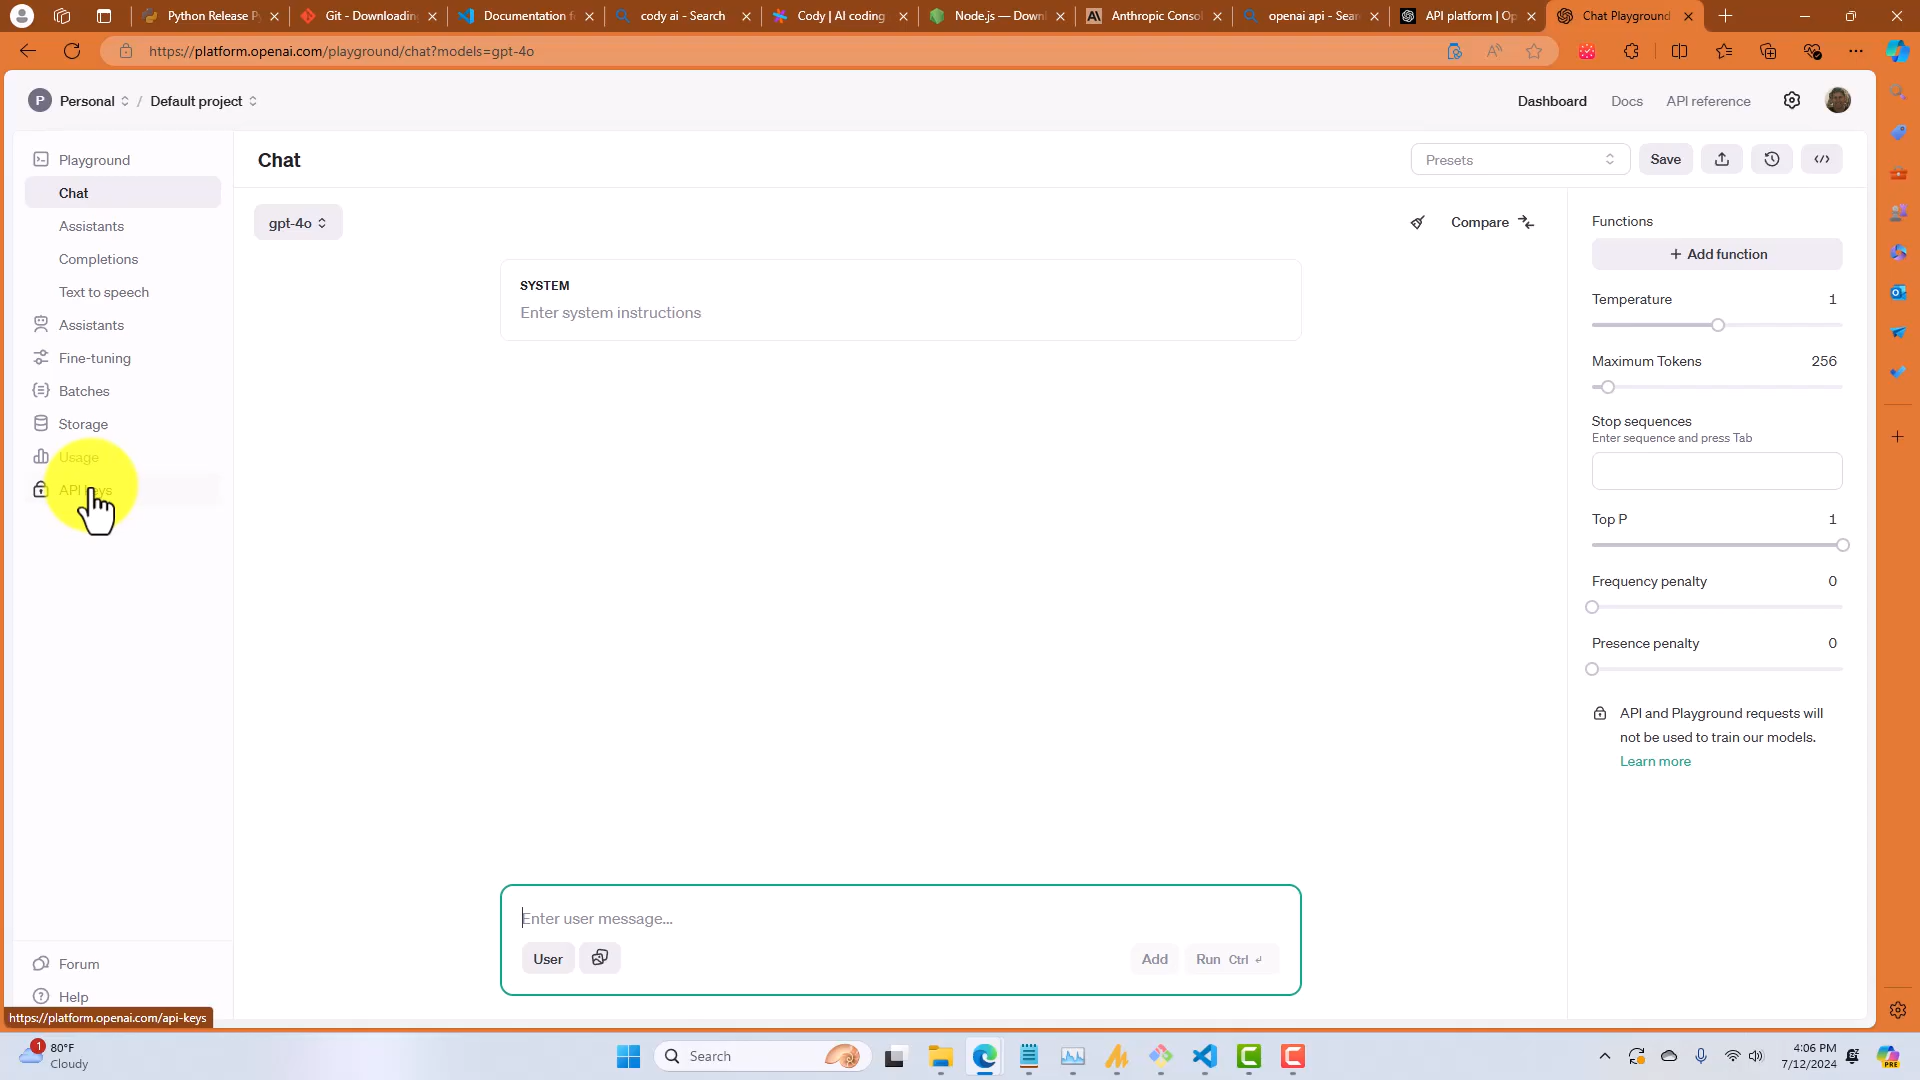 Python Release P
Git - Downloading
Documentation f
cody ai - Search
Cody | AI coding
Node.js — Downl
Anthropic Consol
openai api - Sear
API platform | Op
Chat Playground
https://platform.openai.com/playground/chat?models=gpt-4o
P Personal / Default project
Dashboard Docs API reference
Playground
Chat
Assistants
Completions
Text to speech
Assistants
Fine-tuning
Batches
Storage
Usage
API keys
Forum
Help
https://platform.openai.com/api-keys
Chat
Presets
Save
gpt-4o
Compare
SYSTEM
Enter system instructions
Enter user message...
User
Add
Run Ctrl ↵
Functions
+ Add function
Temperature 1
Maximum Tokens 256
Stop sequences
Enter sequence and press Tab
Top P 1
Frequency penalty 0
Presence penalty 0
API and Playground requests will
not be used to train our models.
Learn more
1
80°F
Cloudy
Search
4:06 PM
7/12/2024
PRE